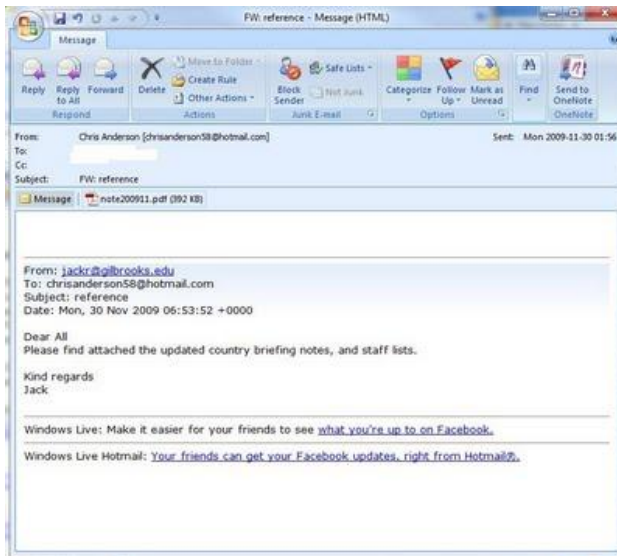 FW: reference - Message (HTML)
Message
Reply
Reply to All
Forward
Delete
Move to Folder
Create Rule
Other Actions
Block Sender
Safe Lists
Not Junk
Categorize
Follow Up
Mark as Unread
Find
Send to OneNote
Respond
Actions
Junk E-mail
Options
OneNote
From: Chris Anderson [chrisanderson58@hotmail.com] Sent: Mon 2009-11-30 01:56
To:
Cc:
Subject: FW: reference
Message note200911.pdf (392 KB)
From: jackr@gilbrooks.edu
To: chrisanderson58@hotmail.com
Subject: reference
Date: Mon, 30 Nov 2009 06:53:52 +0000
Dear All
Please find attached the updated country briefing notes, and staff lists.
Kind regards
Jack
Windows Live: Make it easier for your friends to see what you're up to on Facebook.
Windows Live Hotmail: Your friends can get your Facebook updates, right from Hotmail®.